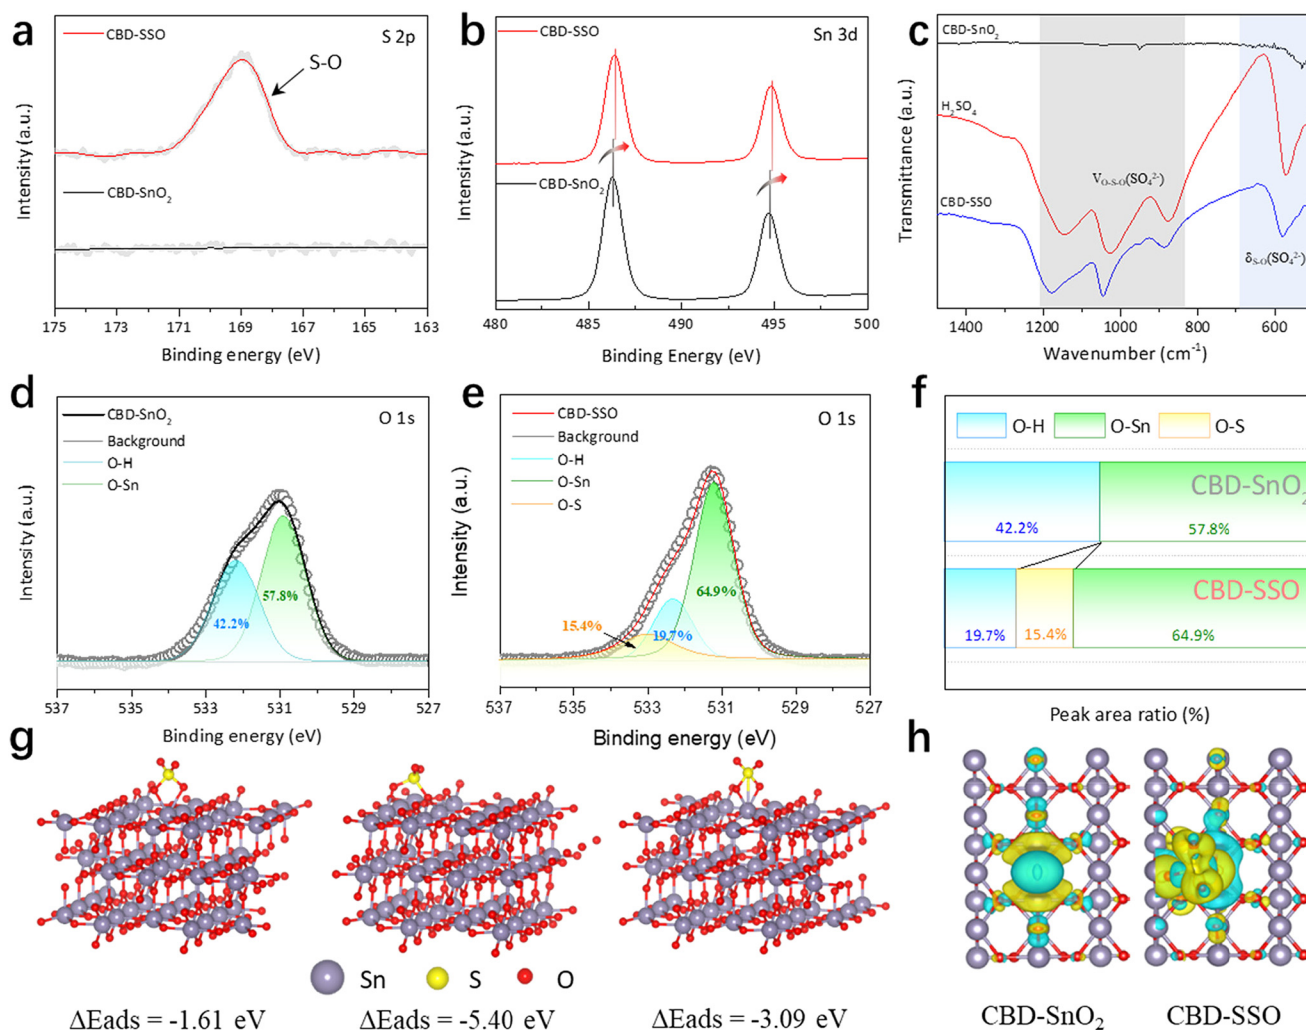 a
CBD-SSO
S 2p
S-O
CBD-SnO₂
Intensity (a.u.)
175 173 171 169 167 165 163
Binding energy (eV)
b
CBD-SSO
Sn 3d
CBD-SnO₂
Intensity (a.u.)
480 485 490 495 500
Binding Energy (eV)
c
CBD-SnO₂
H₂SO₄
V_O-S-O(SO₄²⁻)
CBD-SSO
δ_S-O(SO₄²⁻)
Transmittance (a.u.)
1400 1200 1000 800 600
Wavenumber (cm⁻¹)
d
CBD-SnO₂
O 1s
Background
O-H
O-Sn
57.8%
42.2%
Intensity (a.u.)
537 535 533 531 529 527
Binding energy (eV)
e
CBD-SSO
O 1s
Background
O-H
O-Sn
O-S
64.9%
15.4%
19.7%
Intensity (a.u.)
537 535 533 531 529 527
Binding energy (eV)
f
O-H O-Sn O-S
CBD-SnO₂
42.2% 57.8%
CBD-SSO
19.7% 15.4% 64.9%
Peak area ratio (%)
g
Sn S O
ΔEads = -1.61 eV ΔEads = -5.40 eV ΔEads = -3.09 eV
h
CBD-SnO₂ CBD-SSO